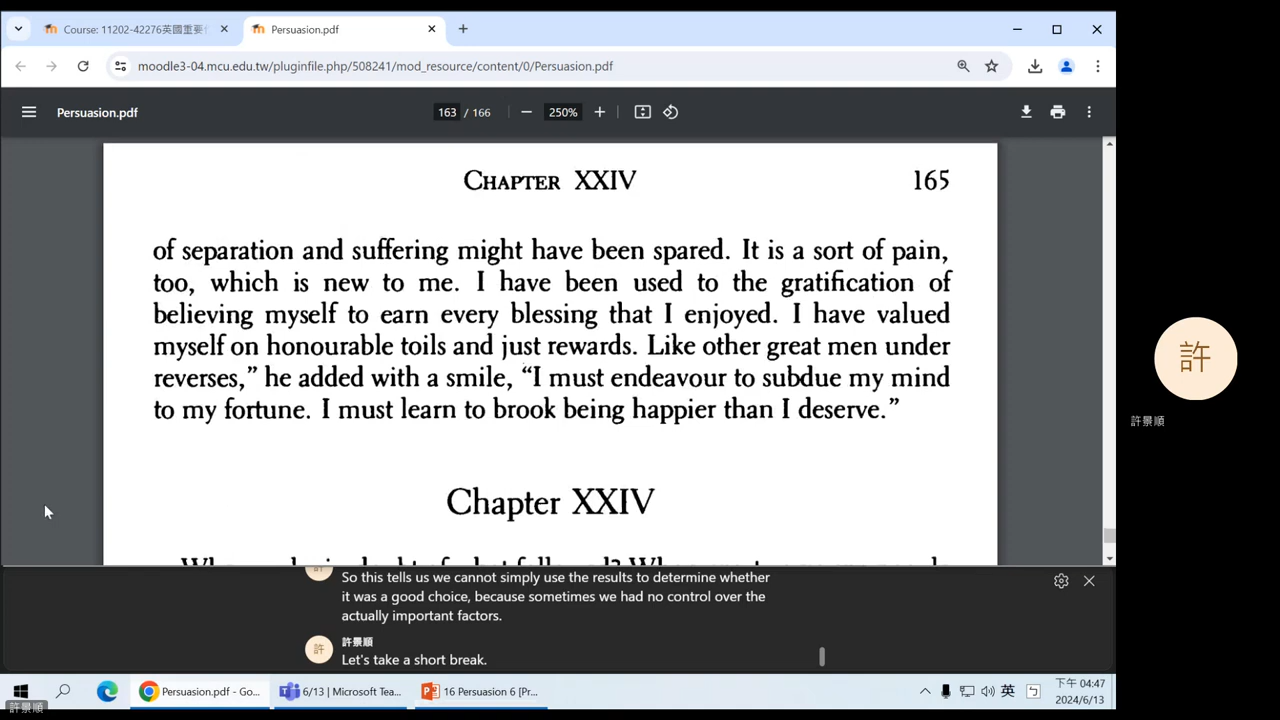 Course: 11202-42276英國重要
Persuasion.pdf
moodle3-04.mcu.edu.tw/pluginfile.php/508241/mod_resource/content/0/Persuasion.pdf
Persuasion.pdf
163 / 166
250%
CHAPTER XXIV
165
of separation and suffering might have been spared. It is a sort of pain,
too, which is new to me. I have been used to the gratification of
believing myself to earn every blessing that I enjoyed. I have valued
myself on honourable toils and just rewards. Like other great men under
reverses,” he added with a smile, “I must endeavour to subdue my mind
to my fortune. I must learn to brook being happier than I deserve.”
Chapter XXIV
許
許景順
許
So this tells us we cannot simply use the results to determine whether
it was a good choice, because sometimes we had no control over the
actually important factors.
許
許景順
Let's take a short break.
Persuasion.pdf - Go...
6/13 | Microsoft Tea...
16 Persuasion 6 [Pr...
英
下午 04:47
2024/6/13
許景順